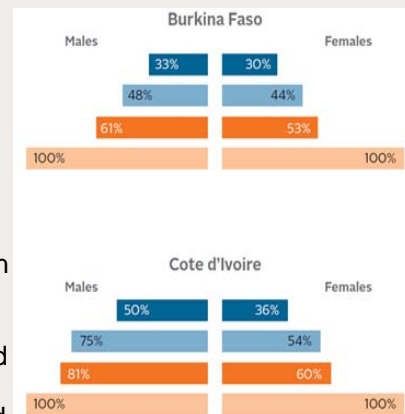 Burkina Faso
Males Females
33% 30%
48% 44%
61% 53%
100% 100%
Cote d'Ivoire
Males Females
50% 36%
75% 54%
81% 60%
100% 100%